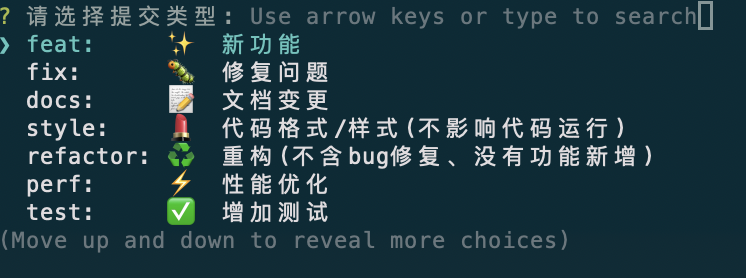 ? 请选择提交类型: Use arrow keys or type to search
❯ feat: ✨ 新功能
fix: 🐛 修复问题
docs: 📝 文档变更
style: 💄 代码格式/样式(不影响代码运行)
refactor: ♻️ 重构(不含bug修复、没有功能新增)
perf: ⚡️ 性能优化
test: ✅ 增加测试
(Move up and down to reveal more choices)